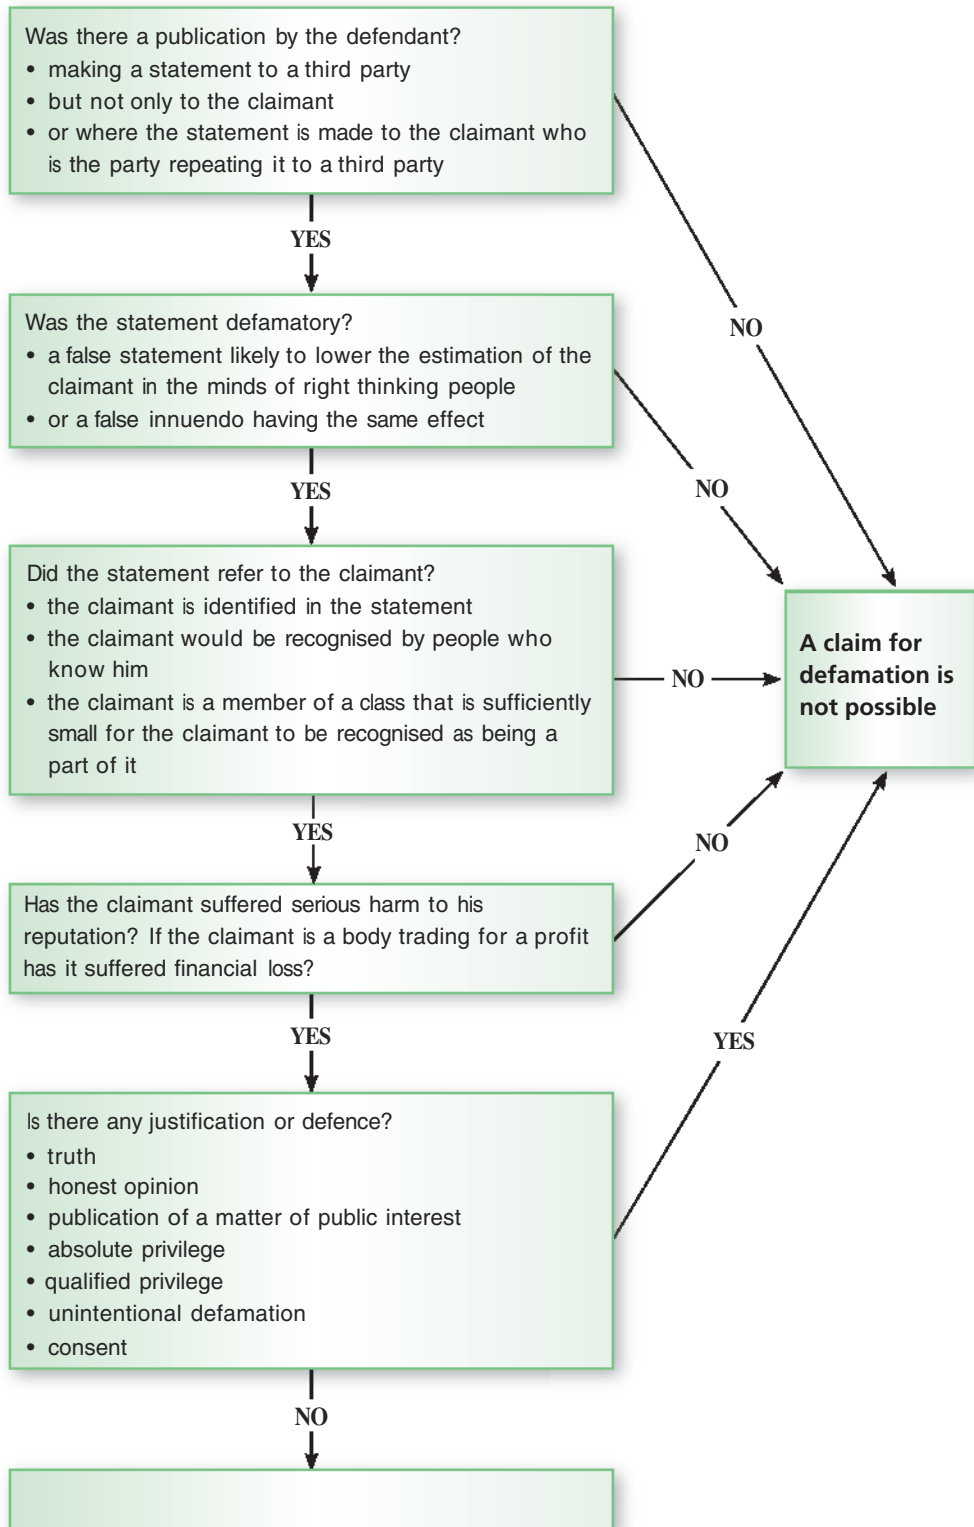 Was there a publication by the defendant?
• making a statement to a third party
• but not only to the claimant
• or where the statement is made to the claimant who
is the party repeating it to a third party
YES
NO
Was the statement defamatory?
• a false statement likely to lower the estimation of the
claimant in the minds of right thinking people
• or a false innuendo having the same effect
YES
NO
Did the statement refer to the claimant?
• the claimant is identified in the statement
• the claimant would be recognised by people who
know him
• the claimant is a member of a class that is sufficiently
small for the claimant to be recognised as being a
part of it
NO
A claim for
defamation is
not possible
YES
NO
Has the claimant suffered serious harm to his
reputation? If the claimant is a body trading for a profit
has it suffered financial loss?
YES
YES
Is there any justification or defence?
• truth
• honest opinion
• publication of a matter of public interest
• absolute privilege
• qualified privilege
• unintentional defamation
• consent
NO